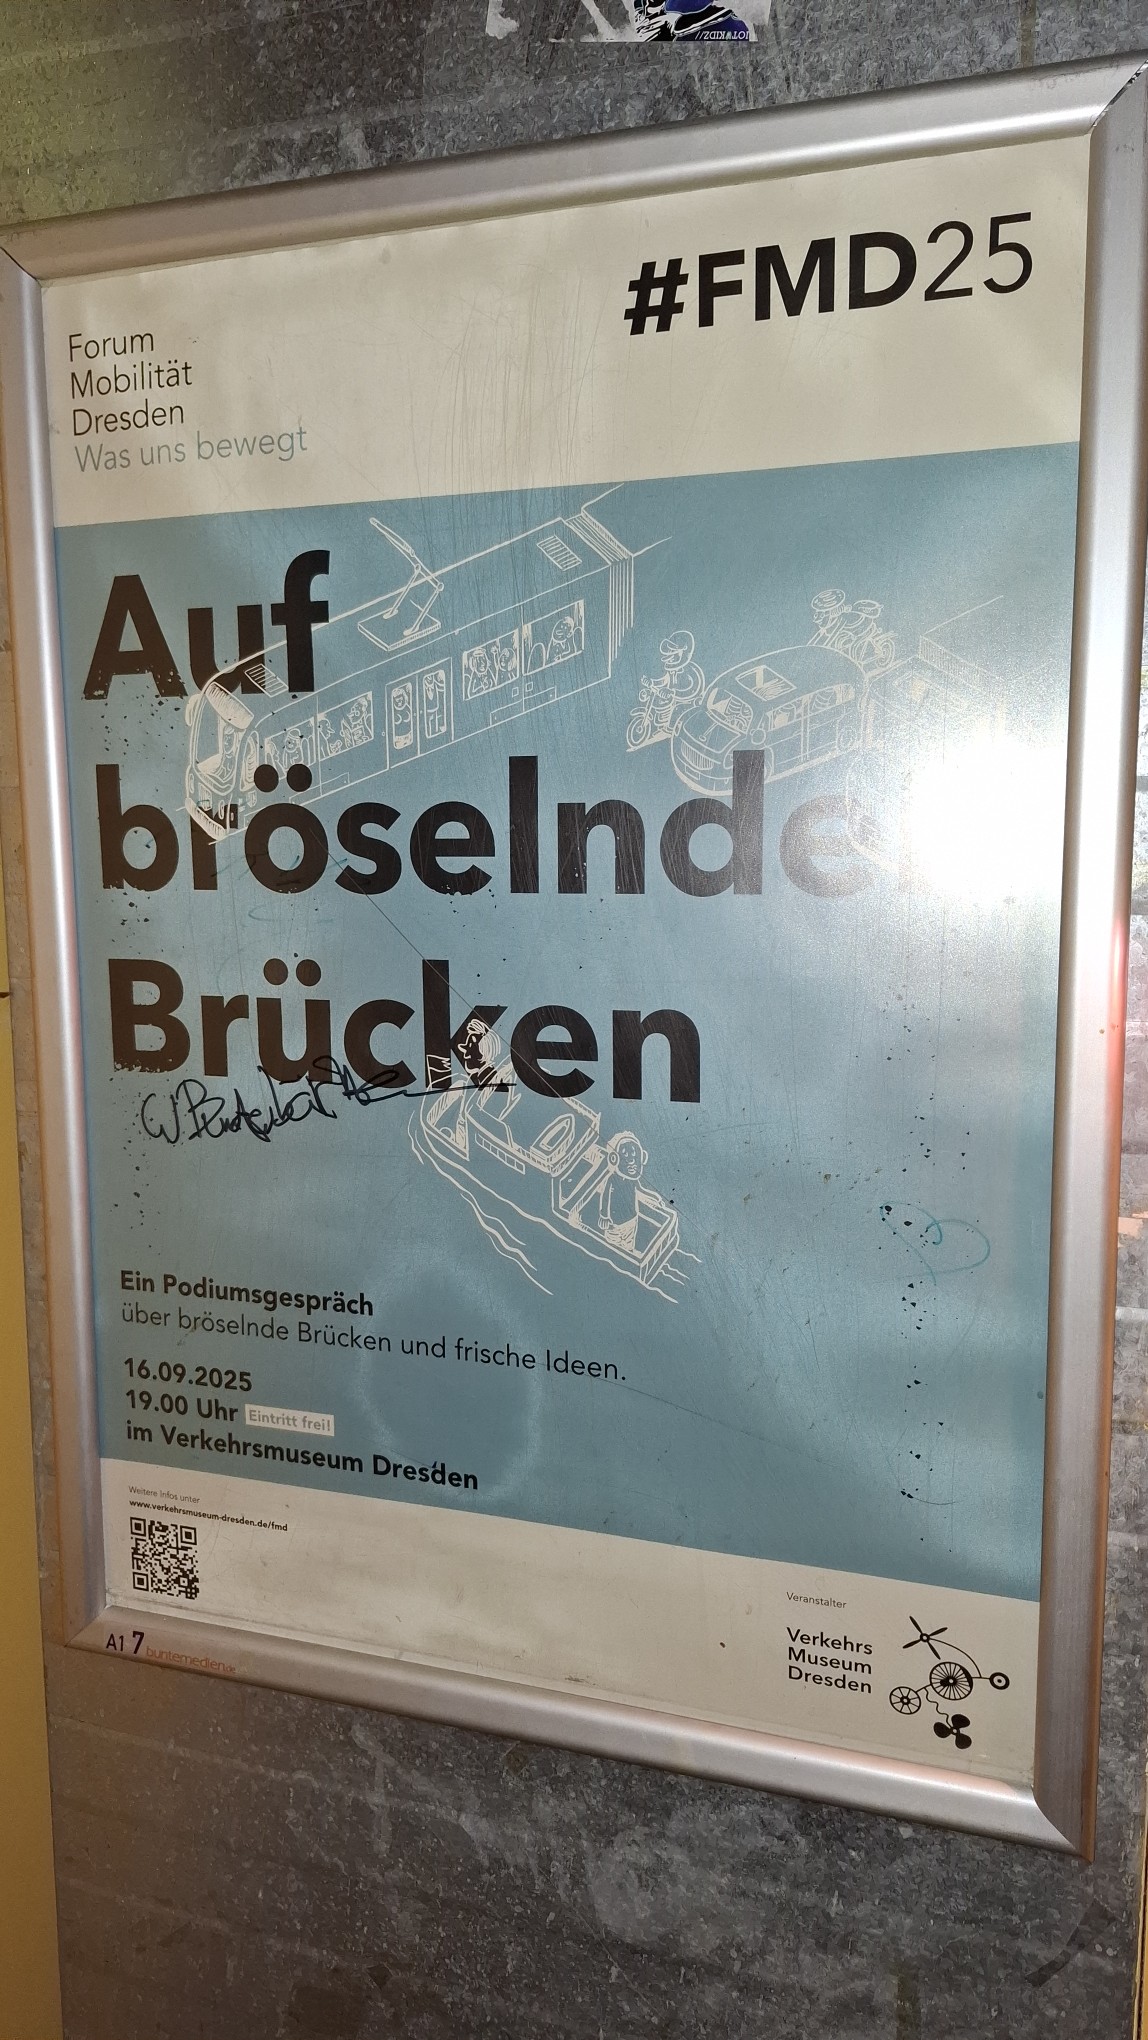 #FMD25
Forum
Mobilität
Dresden
Was uns bewegt
Auf
bröselnden
Brücken
Ein Podiumsgespräch
über bröselnde Brücken und frische Ideen.
16.09.2025
19.00 Uhr Eintritt frei!
im Verkehrsmuseum Dresden
Weitere Infos unter
www.verkehrsmuseum-dresden.de/fmd
Veranstalter
Verkehrs
Museum
Dresden
A1 7 buntemedien.de